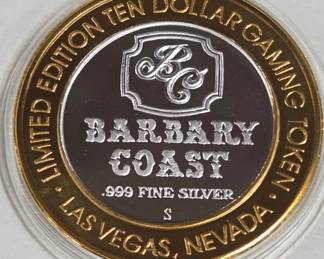 LIMITED EDITION TEN DOLLAR GAMING TOKEN
BC
BARBARY
COAST
.999 FINE SILVER
S
• LAS VEGAS, NEVADA •